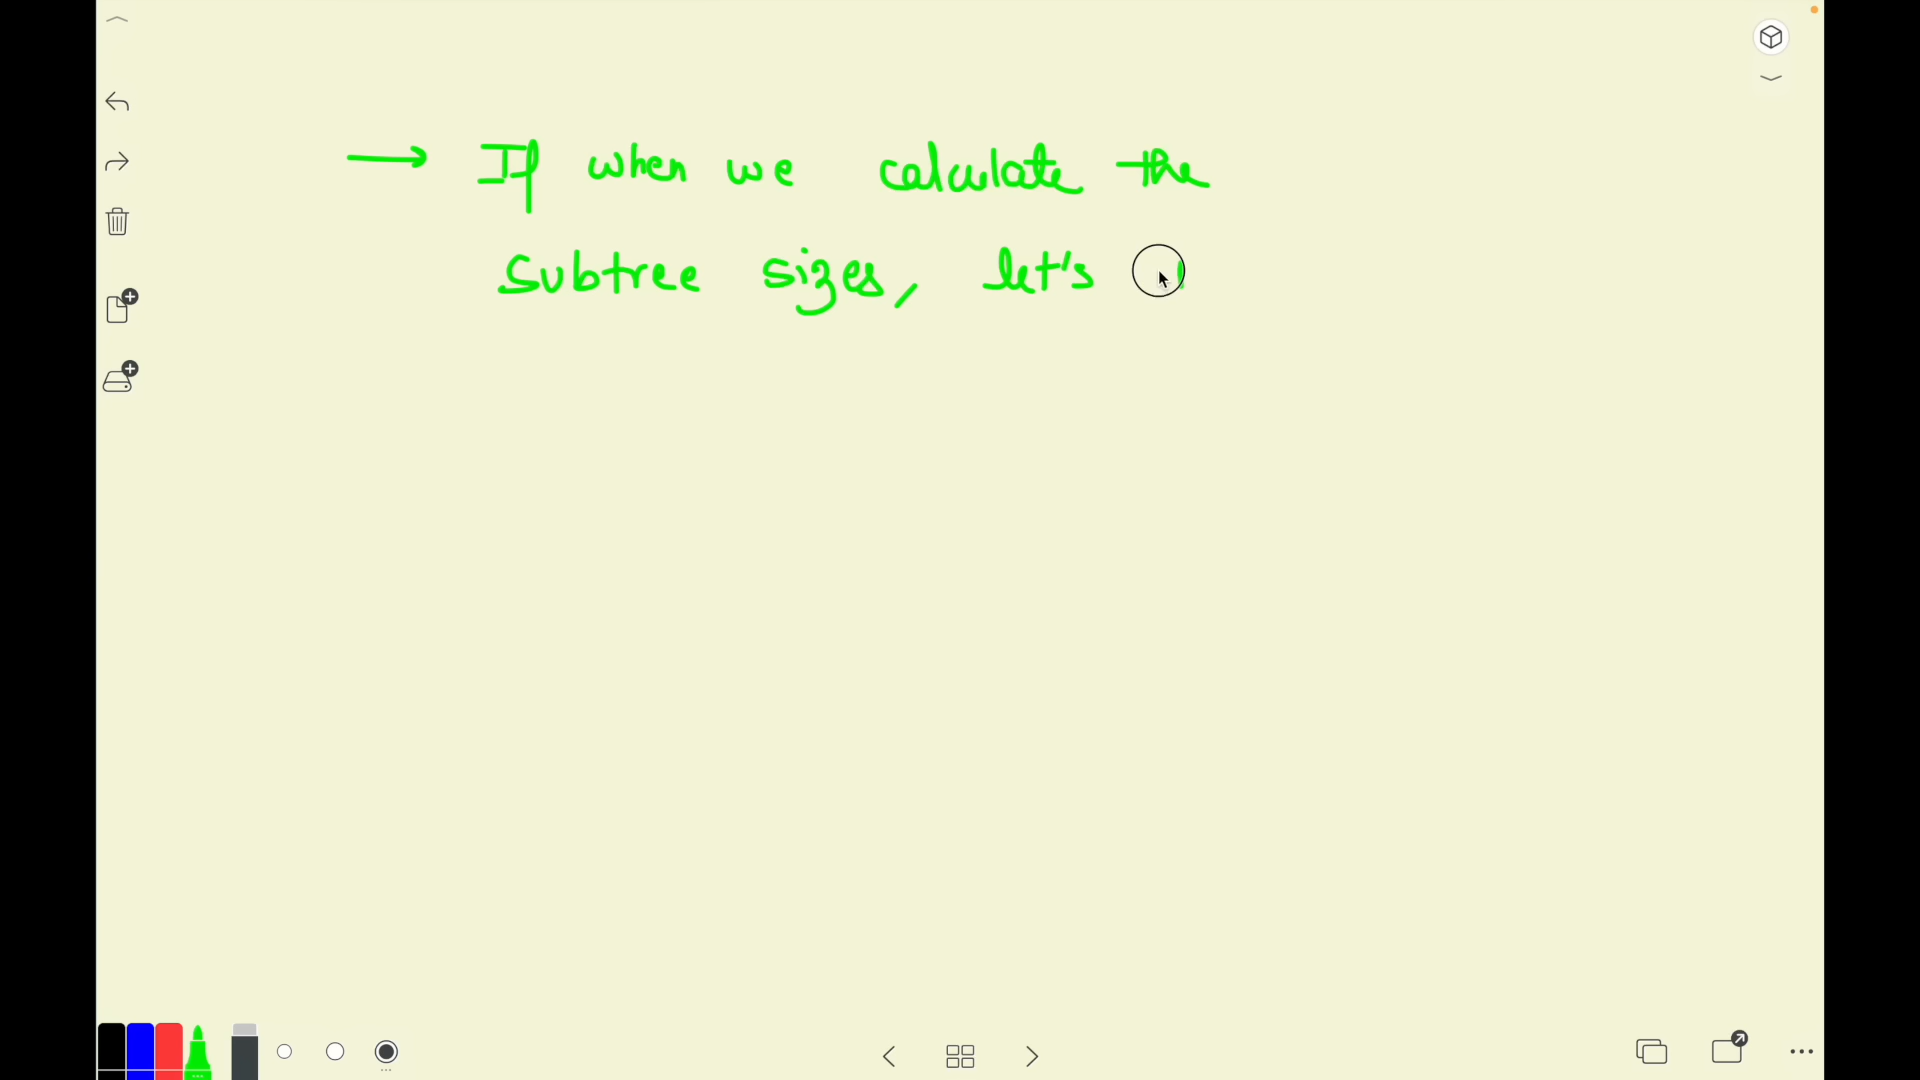 → If when we calculate the
subtree sizes, let's